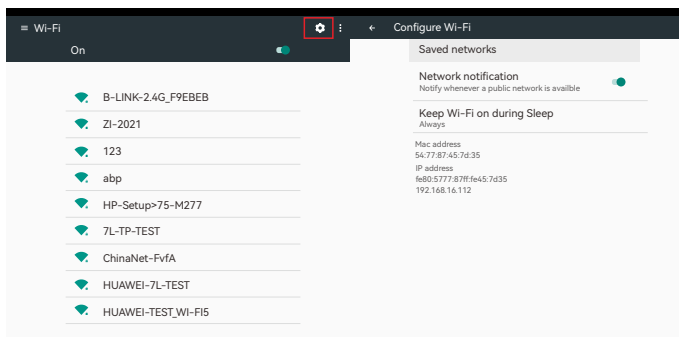 Wi-Fi
On
B-LINK-2.4G_F9EBEB
ZI-2021
123
abp
HP-Setup>75-M277
7L-TP-TEST
ChinaNet-FvfA
HUAWEI-7L-TEST
HUAWEI-TEST_WI-FI5
Configure Wi-Fi
Saved networks
Network notification
Notify whenever a public network is availble
Keep Wi-Fi on during Sleep
Always
Mac address
54:77:87:45:7d:35
IP address
fe80:5777:87ff:fe45:7d35
192.168.16.112